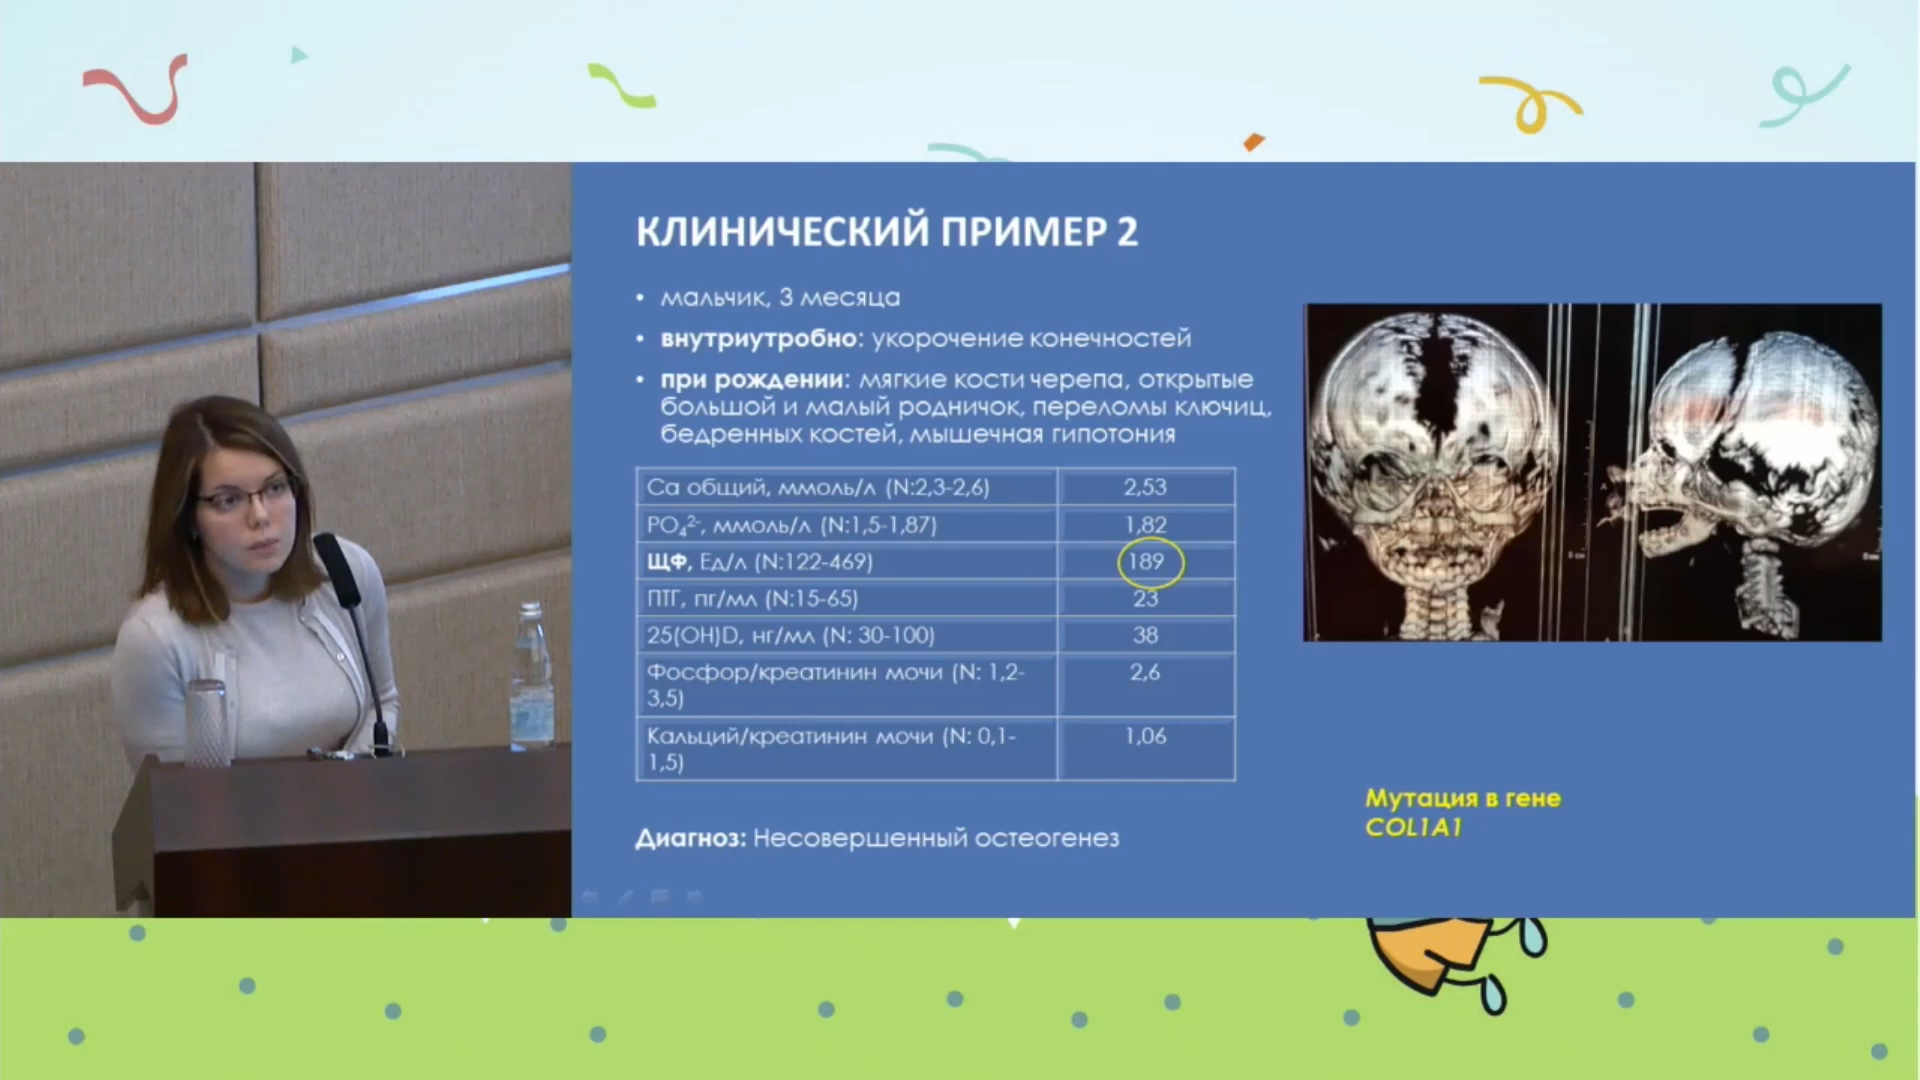 КЛИНИЧЕСКИЙ ПРИМЕР 2
• мальчик, 3 месяца
• внутриутробно: укорочение конечностей
• при рождении: мягкие кости черепа, открытые
большой и малый родничок, переломы ключиц,
бедренных костей, мышечная гипотония
Ca общий, ммоль/л (N:2,3-2,6) 2,53
PO₄²⁻, ммоль/л (N:1,5-1,87) 1,82
ЩФ, Ед/л (N:122-469) 189
ПТГ, пг/мл (N:15-65) 23
25(OH)D, нг/мл (N: 30-100) 38
Фосфор/креатинин мочи (N: 1,2- 2,6
3,5)
Кальций/креатинин мочи (N: 0,1- 1,06
1,5)
Мутация в гене
COL1A1
Диагноз: Несовершенный остеогенез